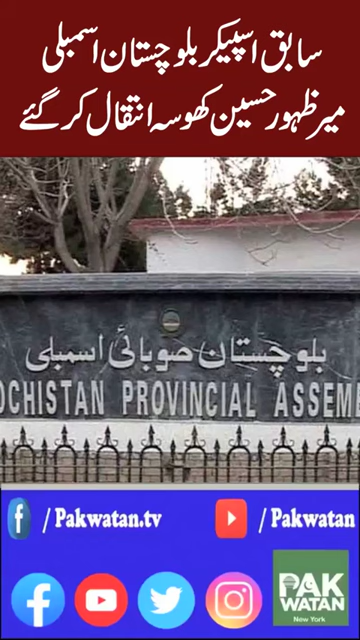 سابق اسپیکر بلوچستان اسمبلی
میر ظہور حسین کھوسہ انتقال کر گئے
بلوچستان صوبائی اسمبلی
OCHISTAN PROVINCIAL ASSEM
/ Pakwatan.tv
/ Pakwatan
PAK
WATAN
New York